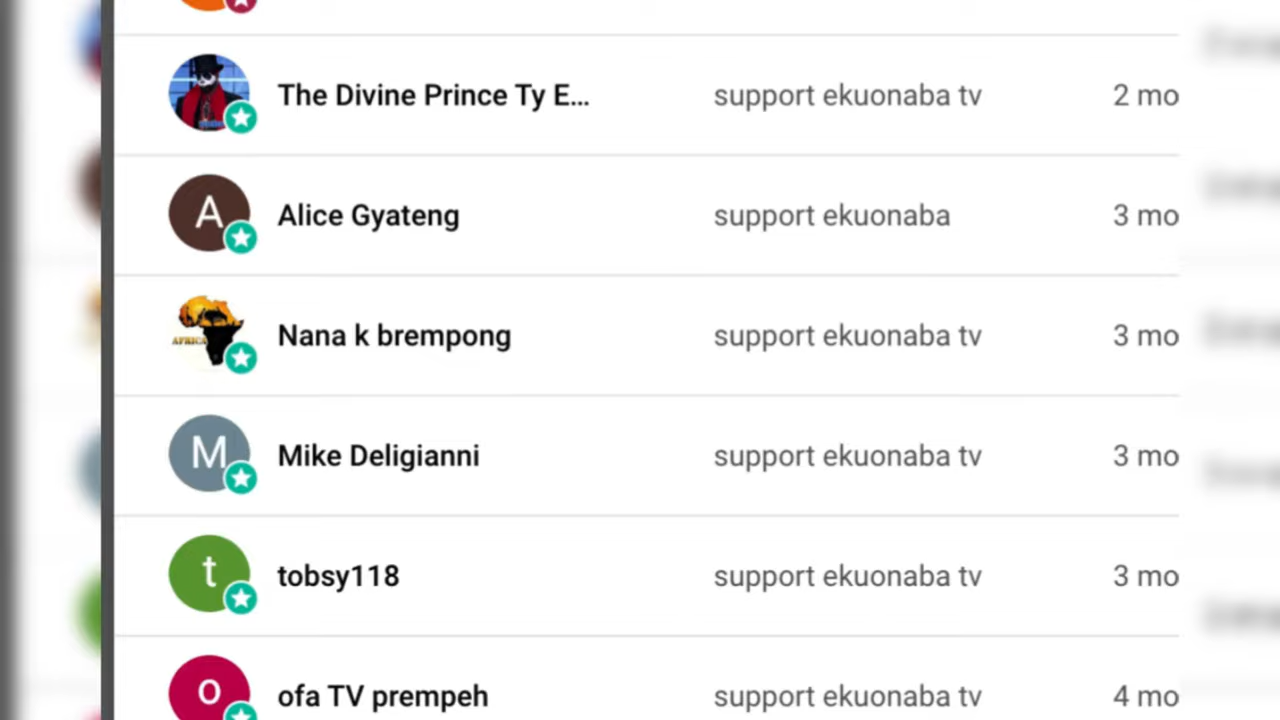 The Divine Prince Ty E... support ekuonaba tv 2 mo
A Alice Gyateng support ekuonaba 3 mo
AFRICA Nana k brempong support ekuonaba tv 3 mo
M Mike Deligianni support ekuonaba tv 3 mo
t tobsy118 support ekuonaba tv 3 mo
o ofa TV prempeh support ekuonaba tv 4 mo